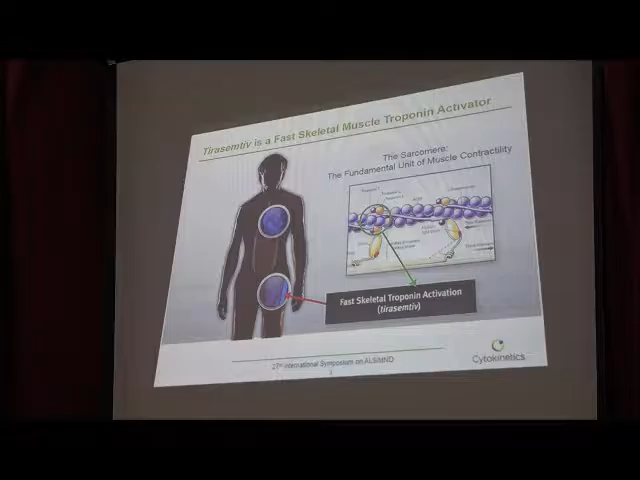 Tirasemtiv is a Fast Skeletal Muscle Troponin Activator
The Sarcomere:
The Fundamental Unit of Muscle Contractility
Fast Skeletal Troponin Activation
(tirasemtiv)
International Symposium on ALS/MND
Cytokinetics